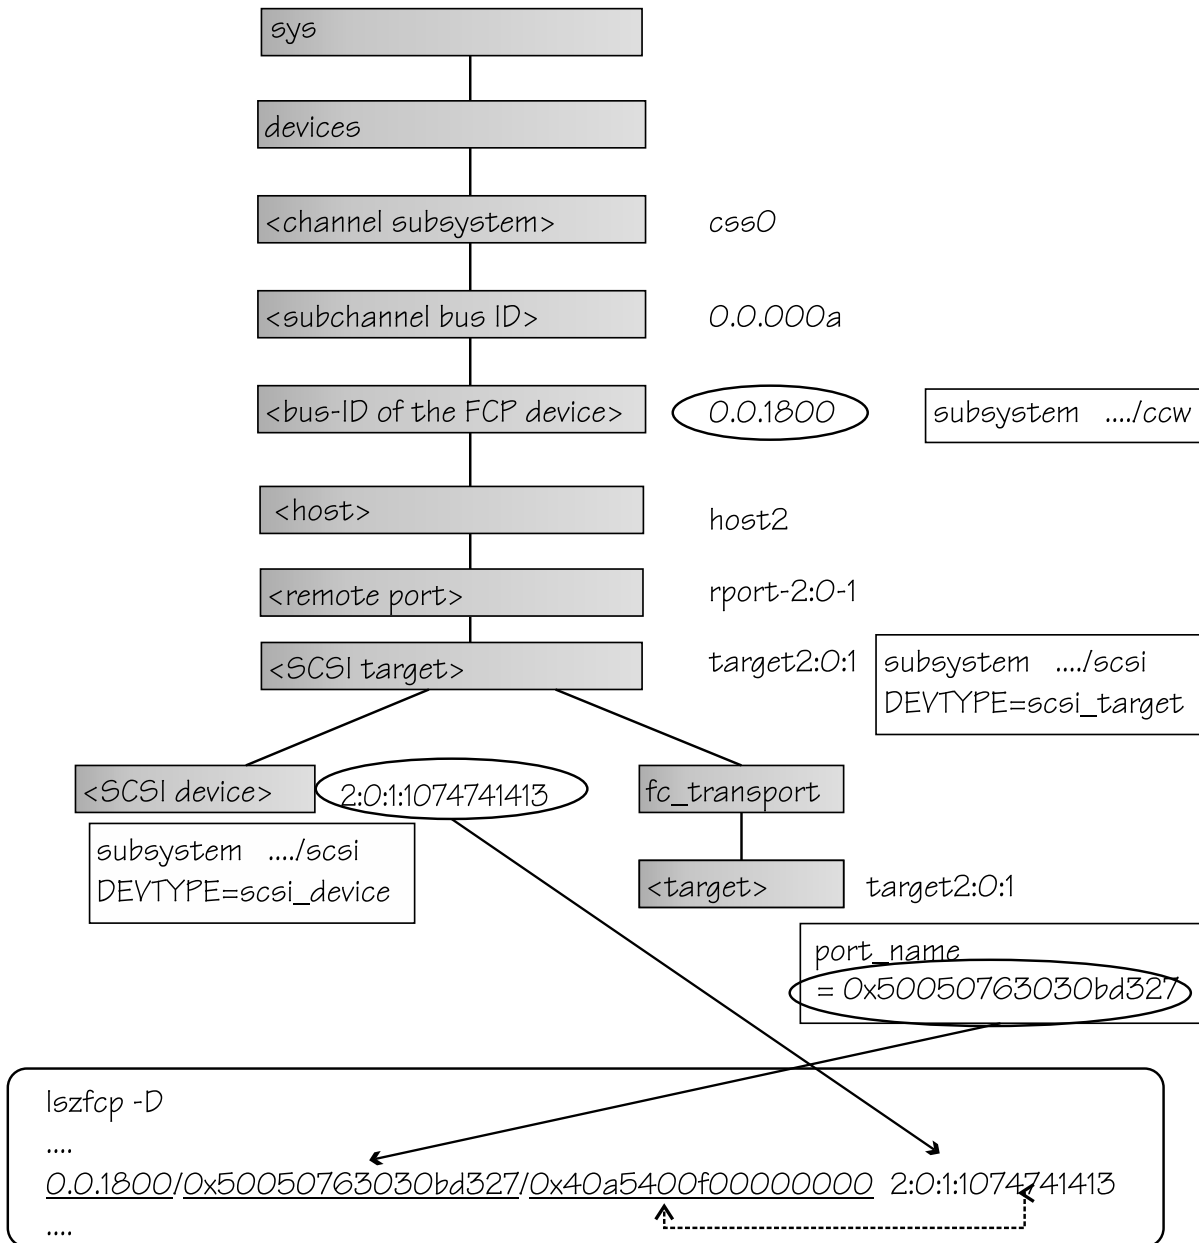 sys
devices
<channel subsystem> css0
<subchannel bus ID> 0.0.000a
<bus-ID of the FCP device> 0.0.1800 subsystem ..../ccw
<host> host2
<remote port> rport-2:0-1
<SCSI target> target2:0:1 subsystem ..../scsi
DEVTYPE=scsi_target
<SCSI device> 2:0:1:1074741413 fc_transport
subsystem ..../scsi
DEVTYPE=scsi_device
<target> target2:0:1
port_name
= 0x50050763030bd327
lszfcp -D
....
0.0.1800/0x50050763030bd327/0x40a5400f00000000 2:0:1:1074741413
....